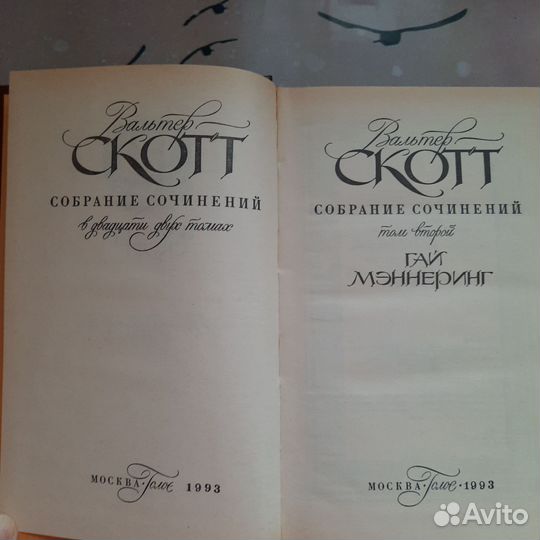 Вальтер
СКОТТ
СОБРАНИЕ СОЧИНЕНИЙ
в двадцати двух томах
МОСКВА · Голос 1993
Вальтер
СКОТТ
СОБРАНИЕ СОЧИНЕНИЙ
том второй
ГАЙ
МЭННЕРИНГ
МОСКВА · Голос · 1993
Avito